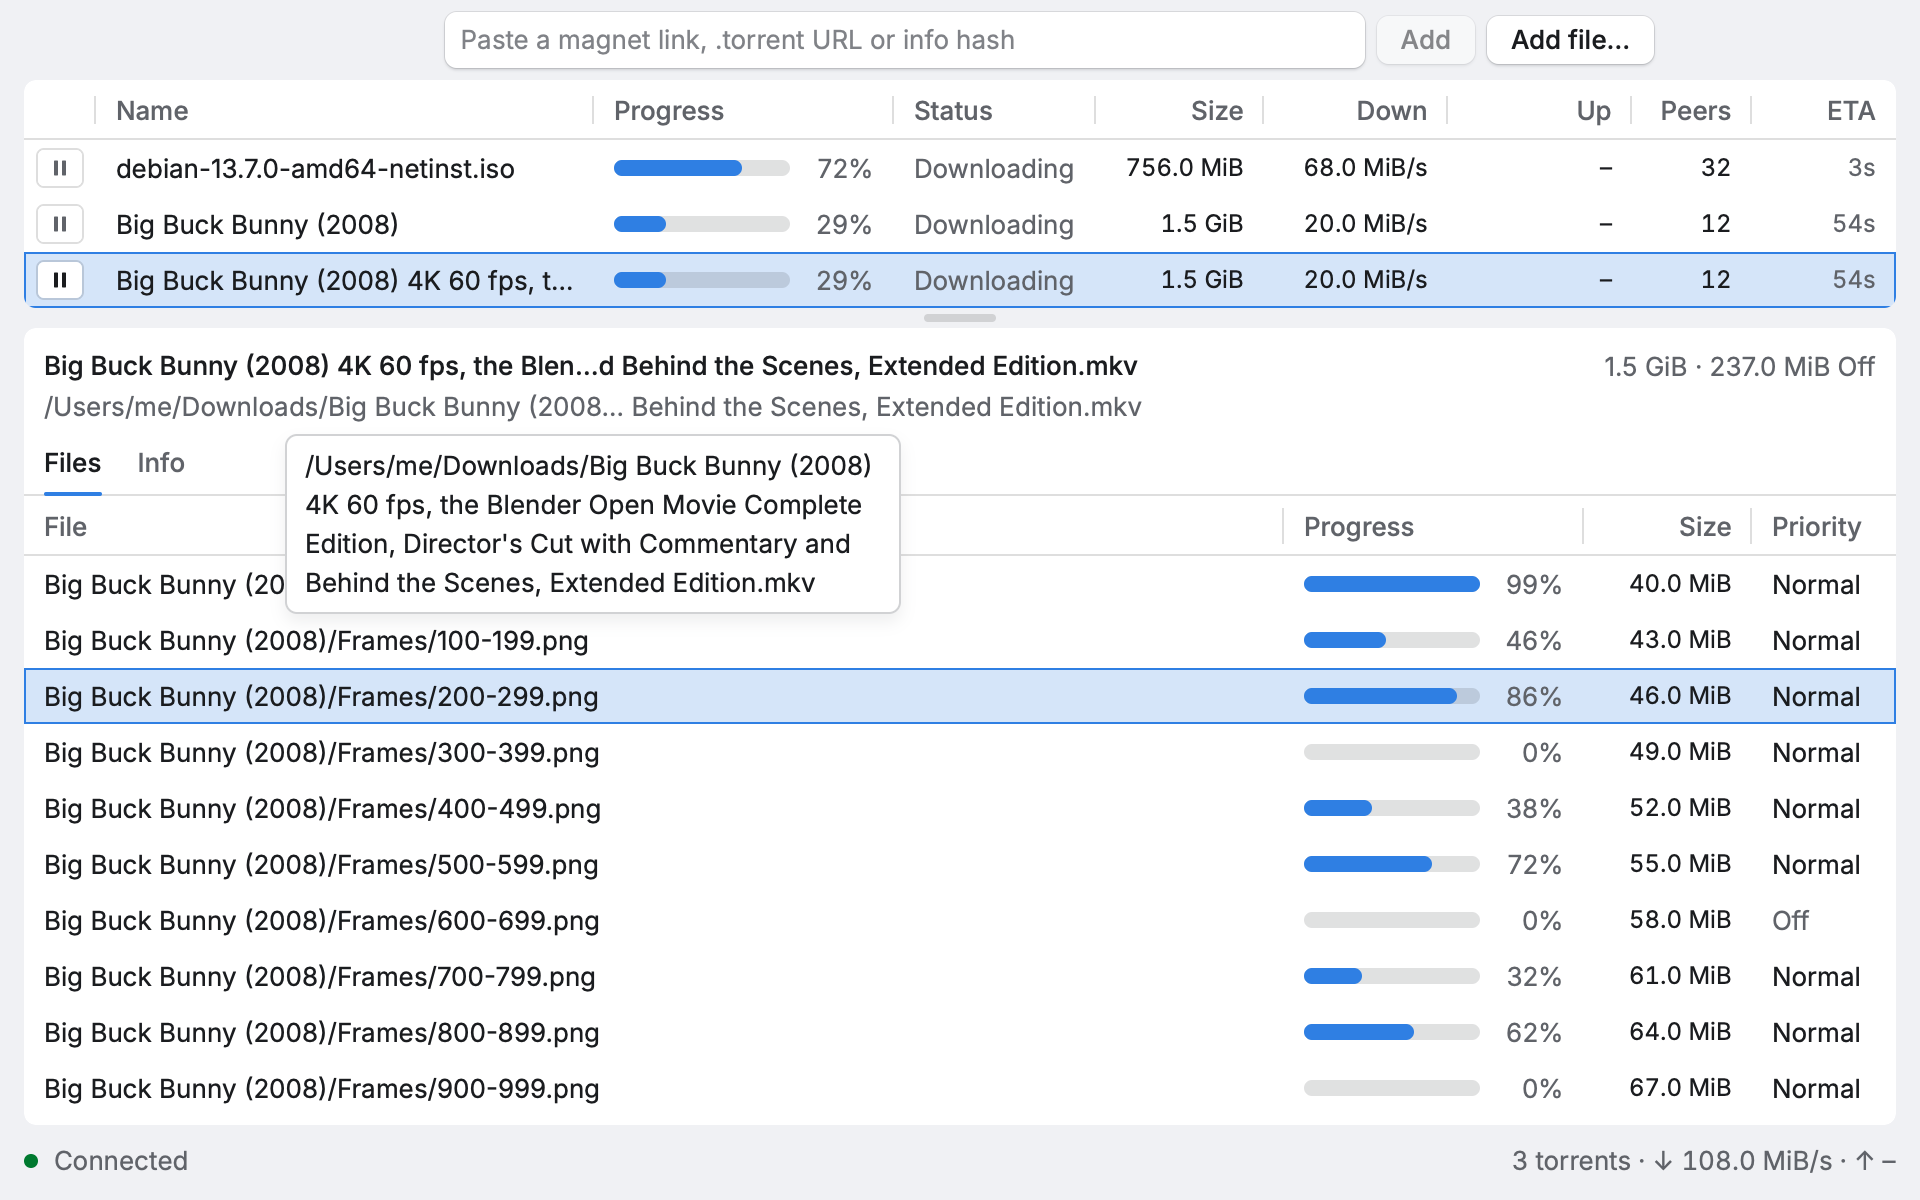 Paste a magnet link, .torrent URL or info hash Add Add file...
Name Progress Status Size Down Up Peers ETA
debian-13.7.0-amd64-netinst.iso 72% Downloading 756.0 MiB 68.0 MiB/s – 32 3s
Big Buck Bunny (2008) 29% Downloading 1.5 GiB 20.0 MiB/s – 12 54s
Big Buck Bunny (2008) 4K 60 fps, t... 29% Downloading 1.5 GiB 20.0 MiB/s – 12 54s
Big Buck Bunny (2008) 4K 60 fps, the Blen...d Behind the Scenes, Extended Edition.mkv 1.5 GiB · 237.0 MiB Off
/Users/me/Downloads/Big Buck Bunny (2008... Behind the Scenes, Extended Edition.mkv
Files Info
/Users/me/Downloads/Big Buck Bunny (2008)
4K 60 fps, the Blender Open Movie Complete
Edition, Director's Cut with Commentary and
Behind the Scenes, Extended Edition.mkv
File Progress Size Priority
Big Buck Bunny (20 99% 40.0 MiB Normal
Big Buck Bunny (2008)/Frames/100-199.png 46% 43.0 MiB Normal
Big Buck Bunny (2008)/Frames/200-299.png 86% 46.0 MiB Normal
Big Buck Bunny (2008)/Frames/300-399.png 0% 49.0 MiB Normal
Big Buck Bunny (2008)/Frames/400-499.png 38% 52.0 MiB Normal
Big Buck Bunny (2008)/Frames/500-599.png 72% 55.0 MiB Normal
Big Buck Bunny (2008)/Frames/600-699.png 0% 58.0 MiB Off
Big Buck Bunny (2008)/Frames/700-799.png 32% 61.0 MiB Normal
Big Buck Bunny (2008)/Frames/800-899.png 62% 64.0 MiB Normal
Big Buck Bunny (2008)/Frames/900-999.png 0% 67.0 MiB Normal
Connected 3 torrents · ↓ 108.0 MiB/s · ↑ –